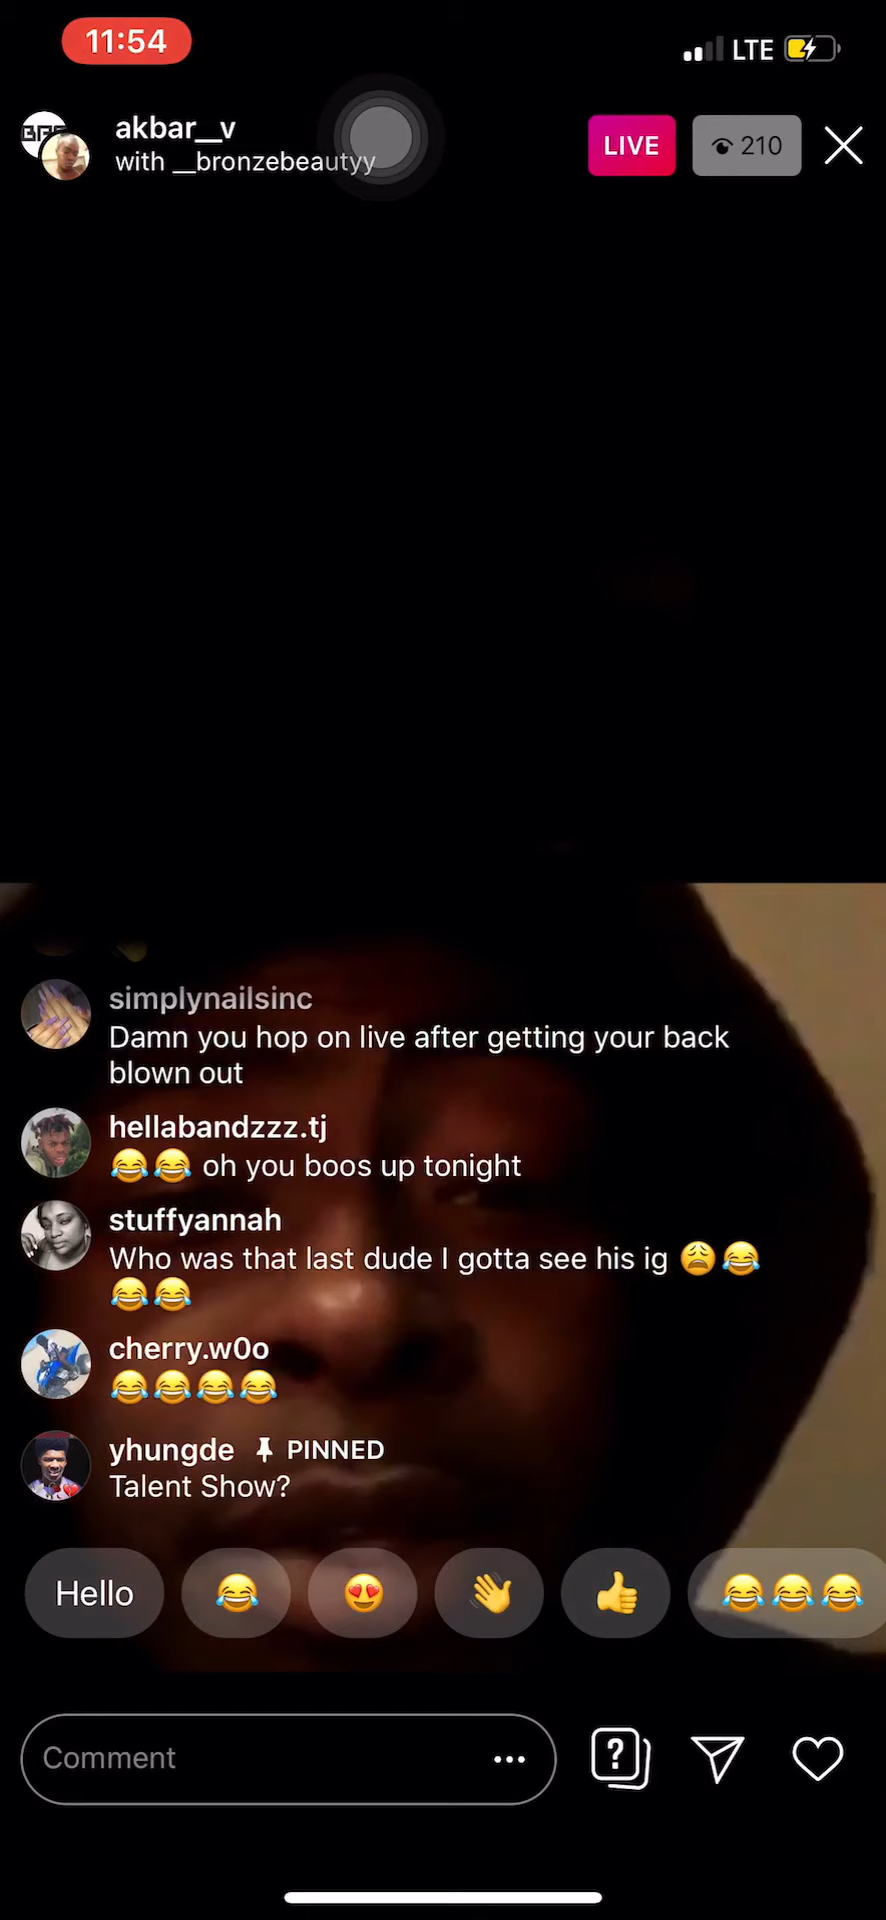 11:54
LTE
akbar__v
with __bronzebeautyy
LIVE
210
simplynailsinc
Damn you hop on live after getting your back
blown out
hellabandzzz.tj
😂😂 oh you boos up tonight
stuffyannah
Who was that last dude I gotta see his ig 😩😂
😂😂
cherry.w0o
😂😂😂😂
yhungde PINNED
Talent Show?
Hello 😂 😍 👋 👍 😂😂😂
Comment